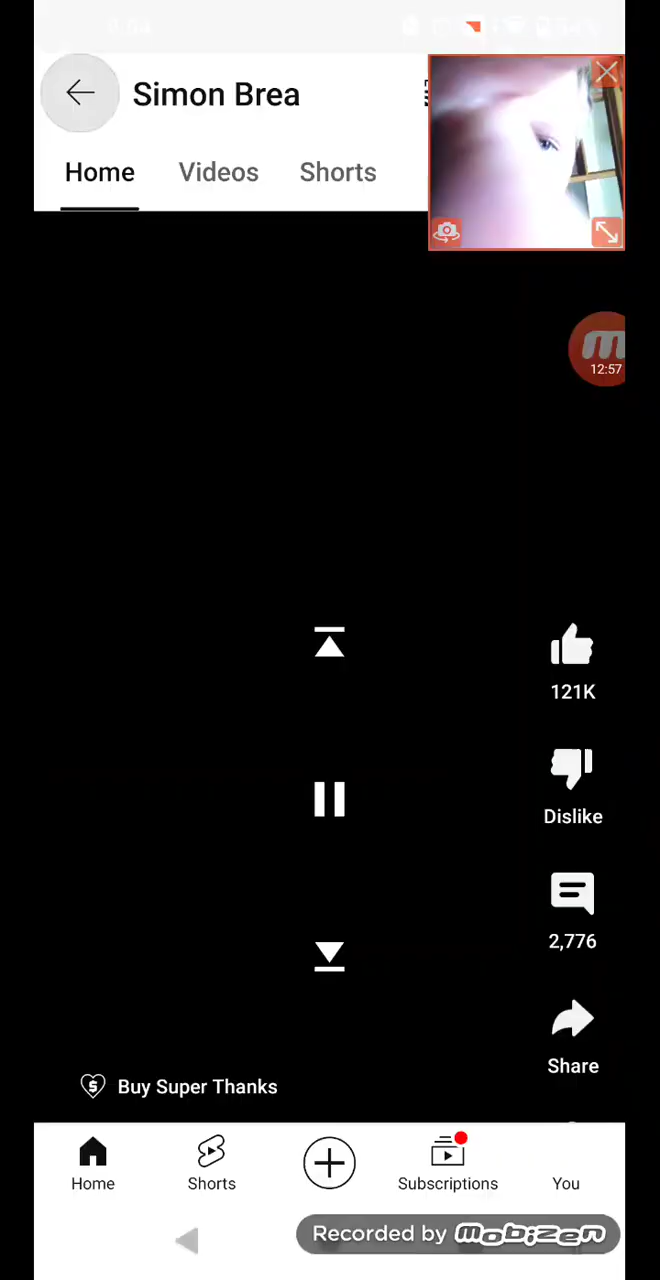 Simon Brea
Home Videos Shorts
12:57
121K
Dislike
2,776
Share
Buy Super Thanks
Home Shorts Subscriptions You
Recorded by mobizen